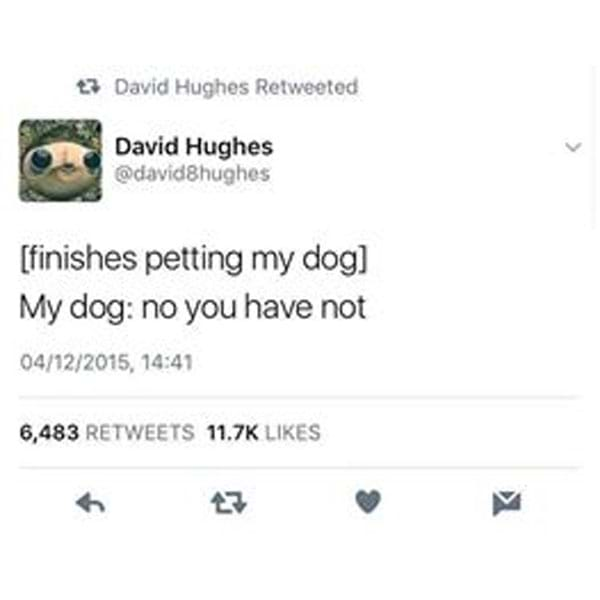 David Hughes Retweeted
David Hughes
@david8hughes
[finishes petting my dog]
My dog: no you have not
04/12/2015, 14:41
6,483 RETWEETS 11.7K LIKES